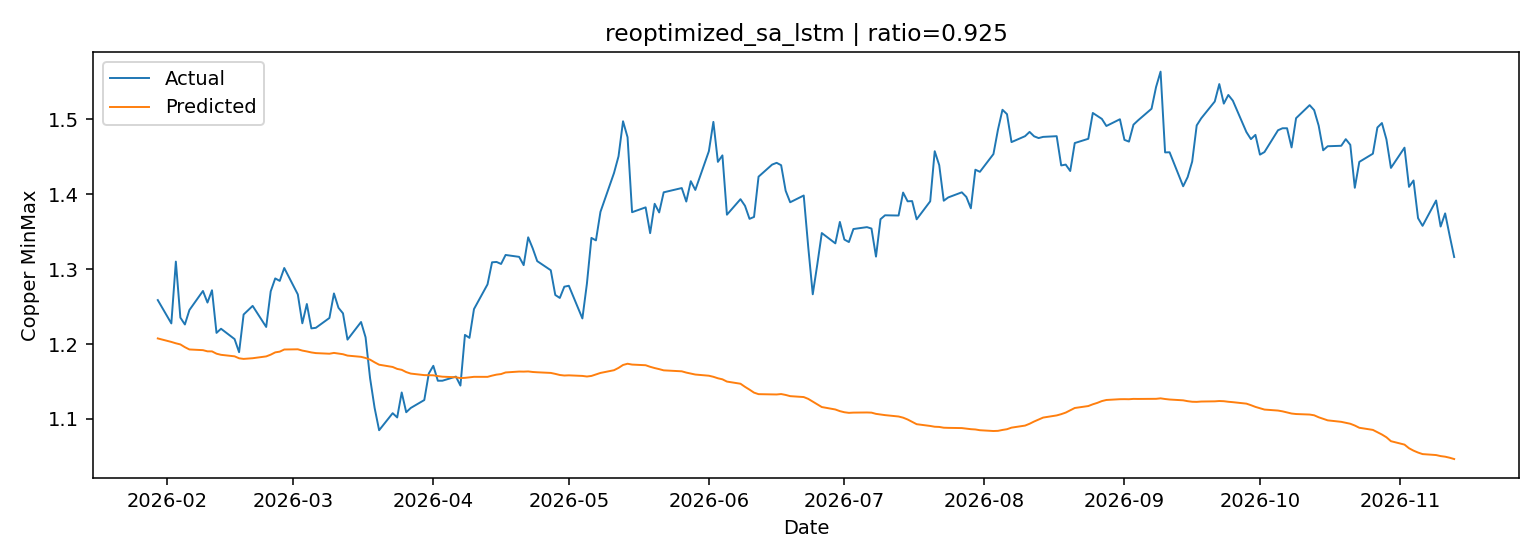 reoptimized_sa_lstm | ratio=0.925
Actual
Predicted
Copper MinMax
1.5
1.4
1.3
1.2
1.1
2026-02 2026-03 2026-04 2026-05 2026-06 2026-07 2026-08 2026-09 2026-10 2026-11
Date